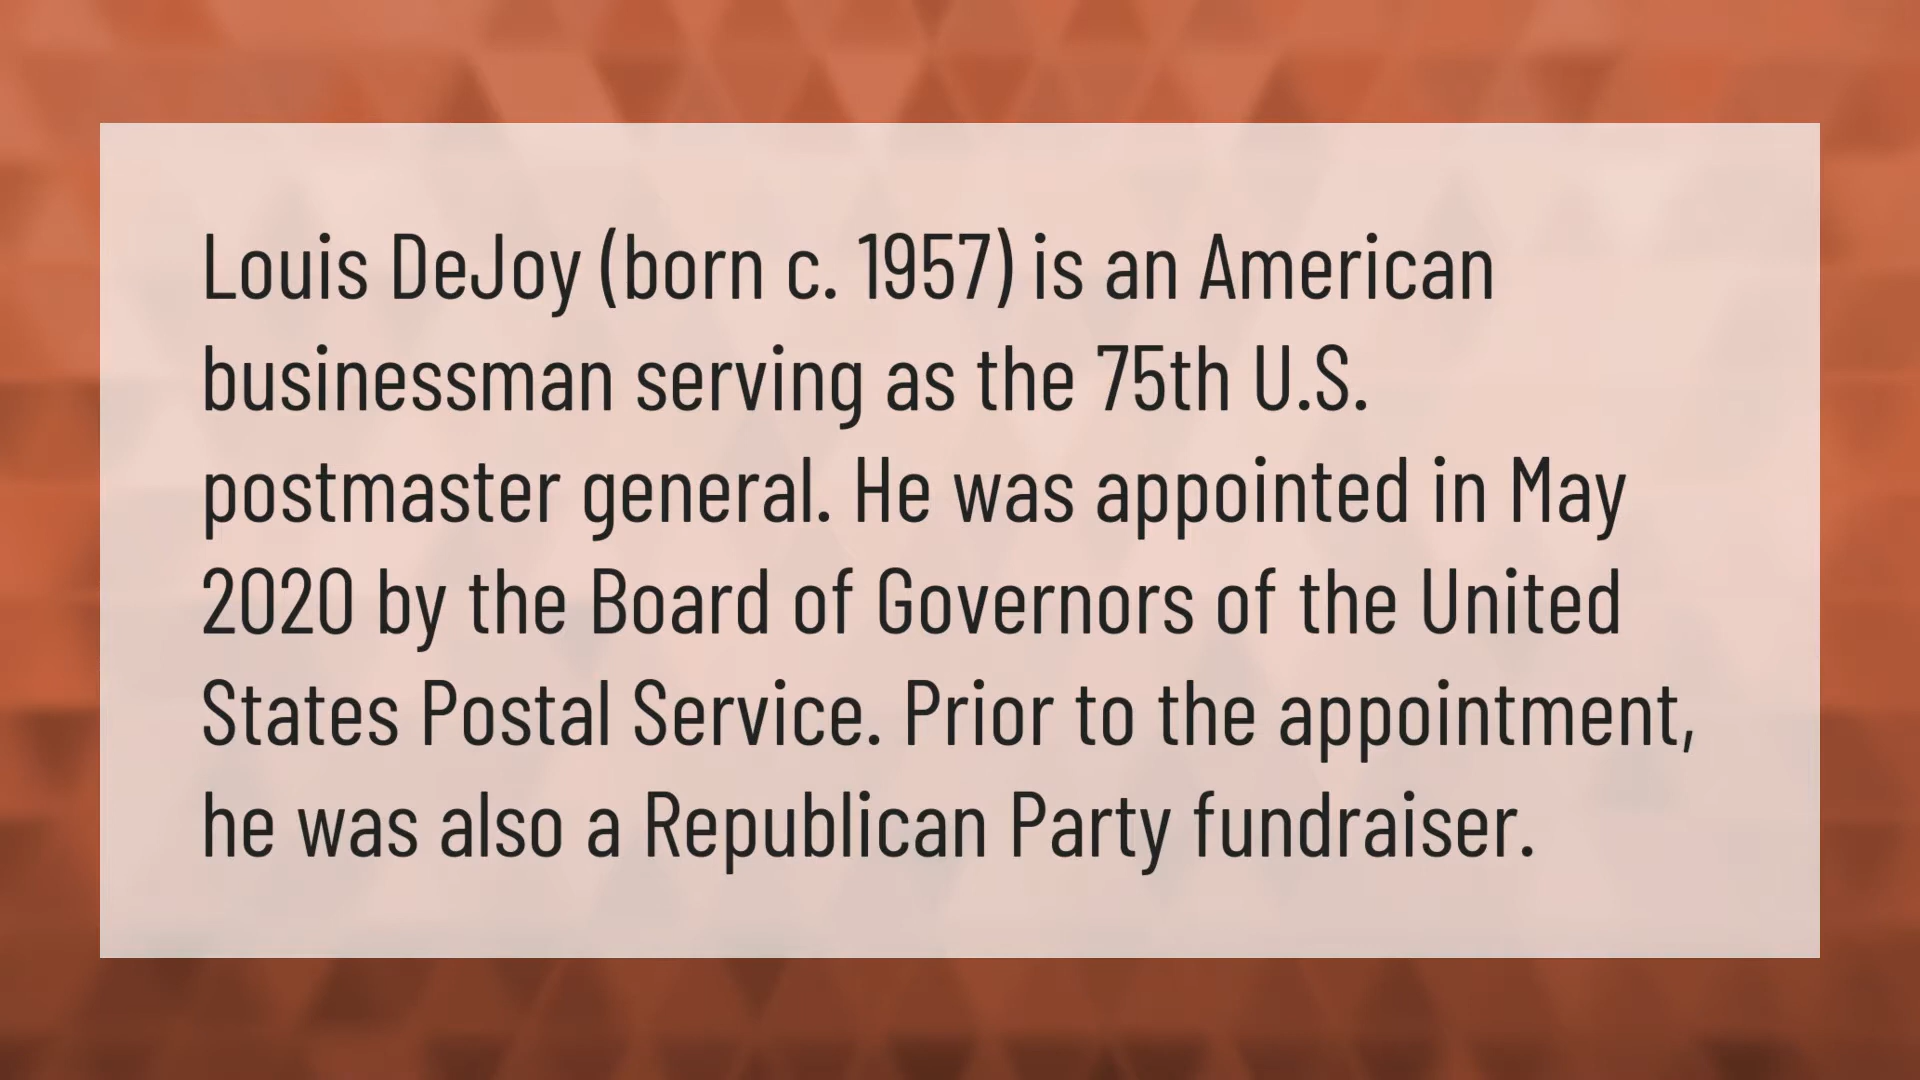 Louis DeJoy (born c. 1957) is an American
businessman serving as the 75th U.S.
postmaster general. He was appointed in May
2020 by the Board of Governors of the United
States Postal Service. Prior to the appointment,
he was also a Republican Party fundraiser.